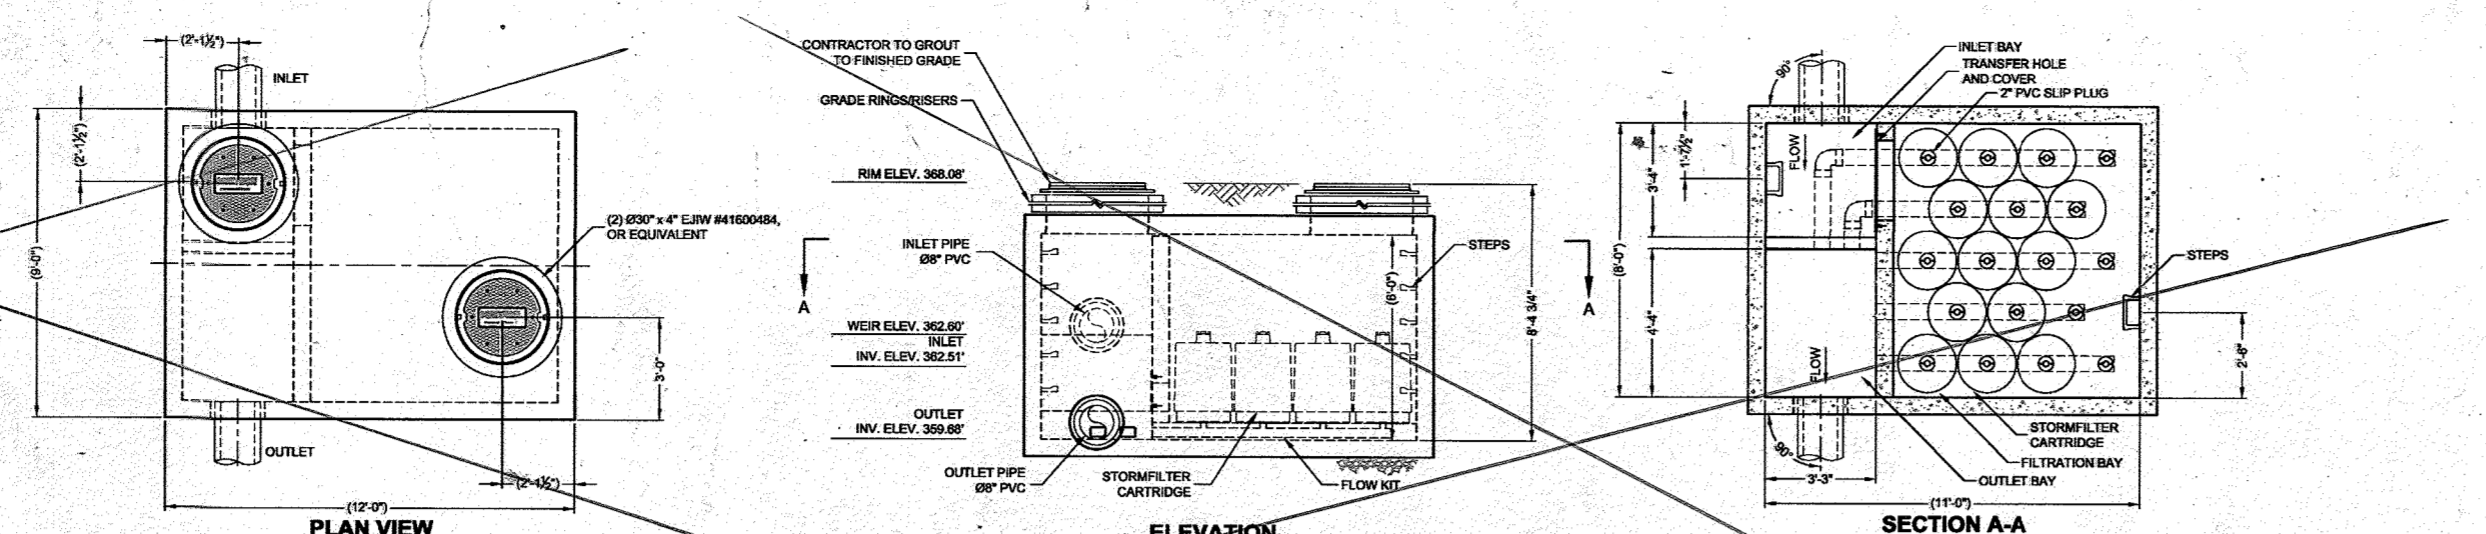 (2'-1½")
INLET
(2'-1½")
(9'-0")
(2) Ø30" x 4" EJIW #41600484,
OR EQUIVALENT
3'-0"
OUTLET
(2'-1½")
(12'-0")
PLAN VIEW
CONTRACTOR TO GROUT
TO FINISHED GRADE
GRADE RINGS/RISERS
RIM ELEV. 368.08'
INLET PIPE
Ø8" PVC
STEPS
(6'-0")
8'-4 3/4"
A
A
WEIR ELEV. 362.60'
INLET
INV. ELEV. 362.51'
OUTLET
INV. ELEV. 359.68'
OUTLET PIPE
Ø8" PVC
STORMFILTER
CARTRIDGE
FLOW KIT
ELEVATION
90°
INLET BAY
TRANSFER HOLE
AND COVER
2" PVC SLIP PLUG
FLOW
1'-7½"
3'-4"
(8'-0")
4'-4"
STEPS
2'-8"
FLOW
90°
STORMFILTER
CARTRIDGE
FILTRATION BAY
OUTLET BAY
3'-3"
(11'-0")
SECTION A-A